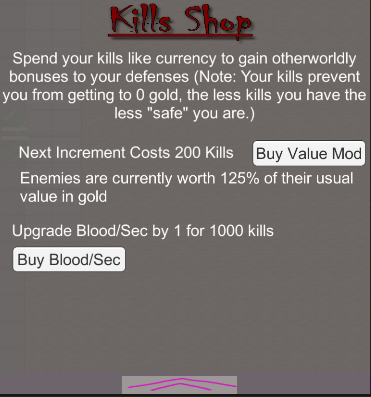 Kills Shop
Spend your kills like currency to gain otherworldly
bonuses to your defenses (Note: Your kills prevent
you from getting to 0 gold, the less kills you have the
less "safe" you are.)
Next Increment Costs 200 Kills
Buy Value Mod
Enemies are currently worth 125% of their usual
value in gold
Upgrade Blood/Sec by 1 for 1000 kills
Buy Blood/Sec